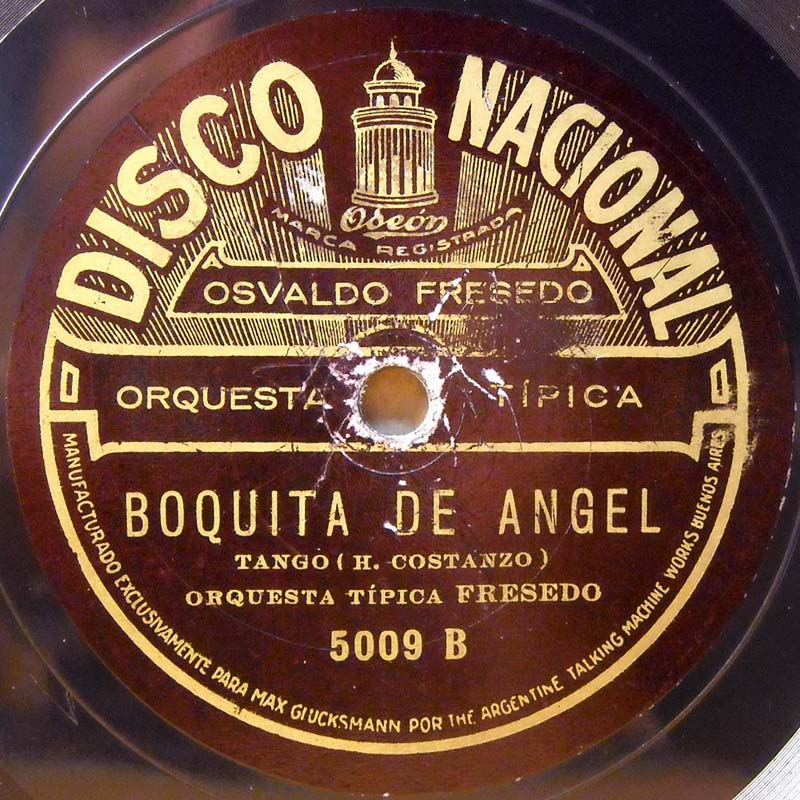 DISCO NACIONAL
Odeón
MARCA REGISTRADA
OSVALDO FRESEDO
ORQUESTA TÍPICA
BOQUITA DE ANGEL
TANGO ( H. COSTANZO )
ORQUESTA TÍPICA FRESEDO
5009 B
MANUFACTURADO EXCLUSIVAMENTE PARA MAX GLUCKSMANN POR THE ARGENTINE TALKING MACHINE WORKS BUENOS AIRES